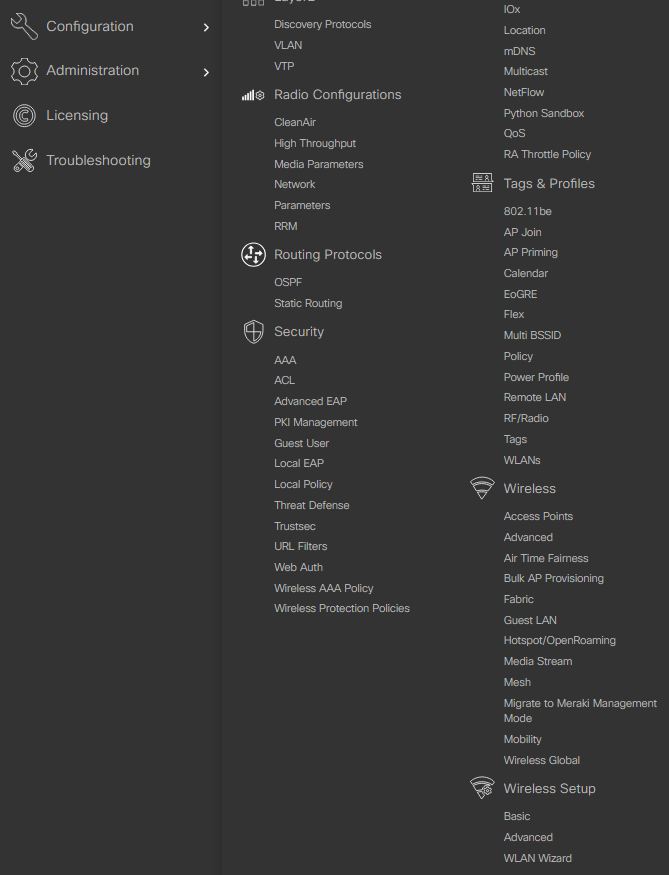 Configuration
Administration
Licensing
Troubleshooting
Discovery Protocols
VLAN
VTP
Radio Configurations
CleanAir
High Throughput
Media Parameters
Network
Parameters
RRM
Routing Protocols
OSPF
Static Routing
Security
AAA
ACL
Advanced EAP
PKI Management
Guest User
Local EAP
Local Policy
Threat Defense
Trustsec
URL Filters
Web Auth
Wireless AAA Policy
Wireless Protection Policies
IOx
Location
mDNS
Multicast
NetFlow
Python Sandbox
QoS
RA Throttle Policy
Tags & Profiles
802.11be
AP Join
AP Priming
Calendar
EoGRE
Flex
Multi BSSID
Policy
Power Profile
Remote LAN
RF/Radio
Tags
WLANs
Wireless
Access Points
Advanced
Air Time Fairness
Bulk AP Provisioning
Fabric
Guest LAN
Hotspot/OpenRoaming
Media Stream
Mesh
Migrate to Meraki Management
Mode
Mobility
Wireless Global
Wireless Setup
Basic
Advanced
WLAN Wizard